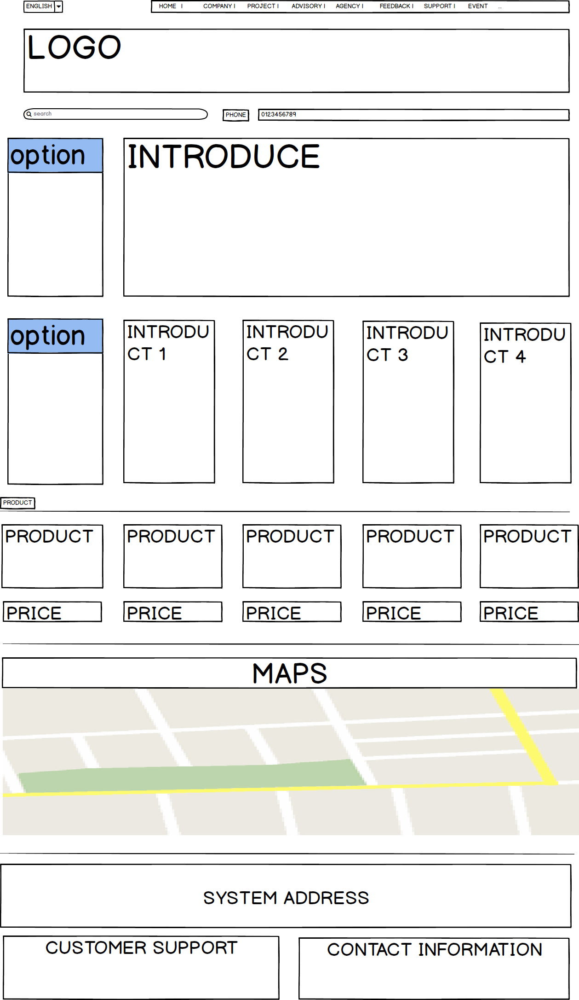 ENGLISH
HOME | COMPANY | PROJECT | ADVISORY | AGENCY | FEEDBACK | SUPPORT | EVENT ...
LOGO
search
PHONE
0123456789
option
INTRODUCE
option
INTRODU
CT 1
INTRODU
CT 2
INTRODU
CT 3
INTRODU
CT 4
PRODUCT
PRODUCT PRODUCT PRODUCT PRODUCT PRODUCT
PRICE PRICE PRICE PRICE PRICE
MAPS
SYSTEM ADDRESS
CUSTOMER SUPPORT
CONTACT INFORMATION